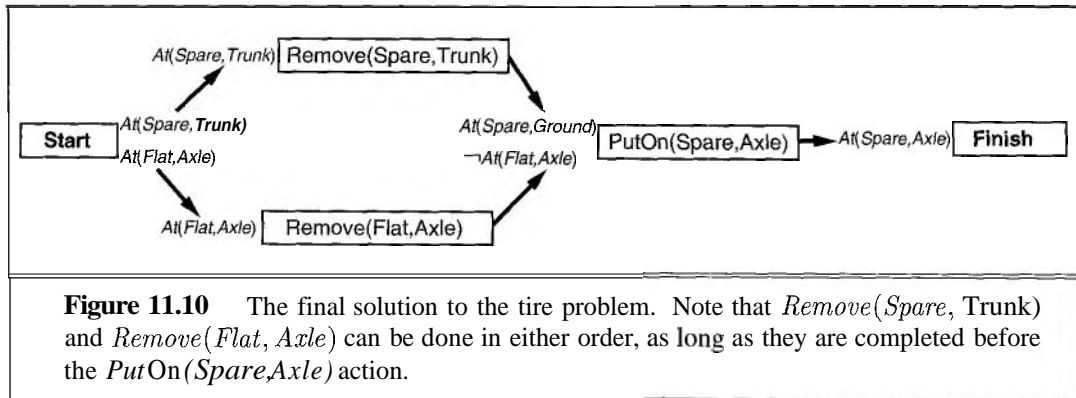 At(Spare,Trunk) Remove(Spare,Trunk)
Start At(Spare,Trunk) At(Spare,Ground) PutOn(Spare,Axle) At(Spare,Axle) Finish
At(Flat,Axle) ¬At(Flat,Axle)
At(Flat,Axle) Remove(Flat,Axle)
Figure 11.10 The final solution to the tire problem. Note that Remove(Spare, Trunk)
and Remove(Flat, Axle) can be done in either order, as long as they are completed before
the PutOn(Spare,Axle) action.